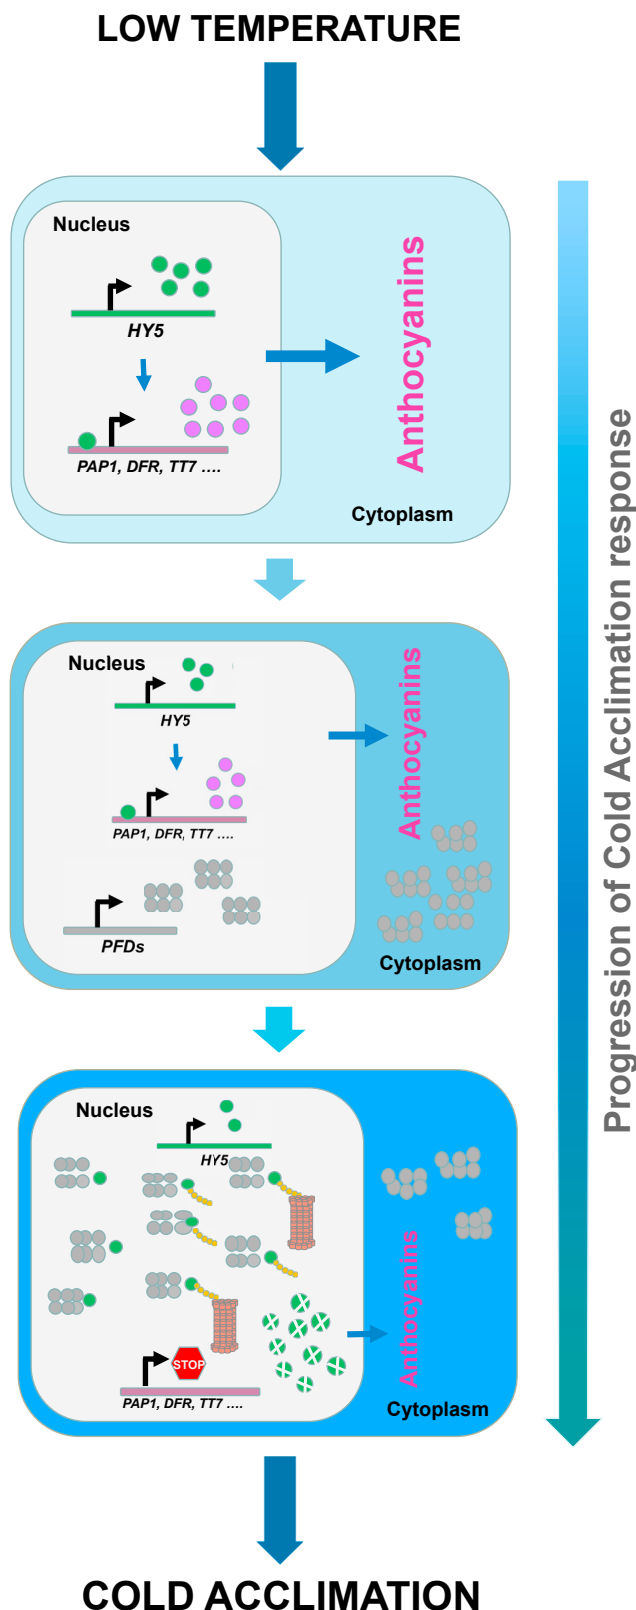 LOW TEMPERATURE
Nucleus
HY5
PAP1, DFR, TT7 ....
Anthocyanins
Cytoplasm
Nucleus
HY5
PAP1, DFR, TT7 ....
PFDs
Anthocyanins
Cytoplasm
Nucleus
HY5
STOP
PAP1, DFR, TT7 ....
Anthocyanins
Cytoplasm
Progression of Cold Acclimation response
COLD ACCLIMATION